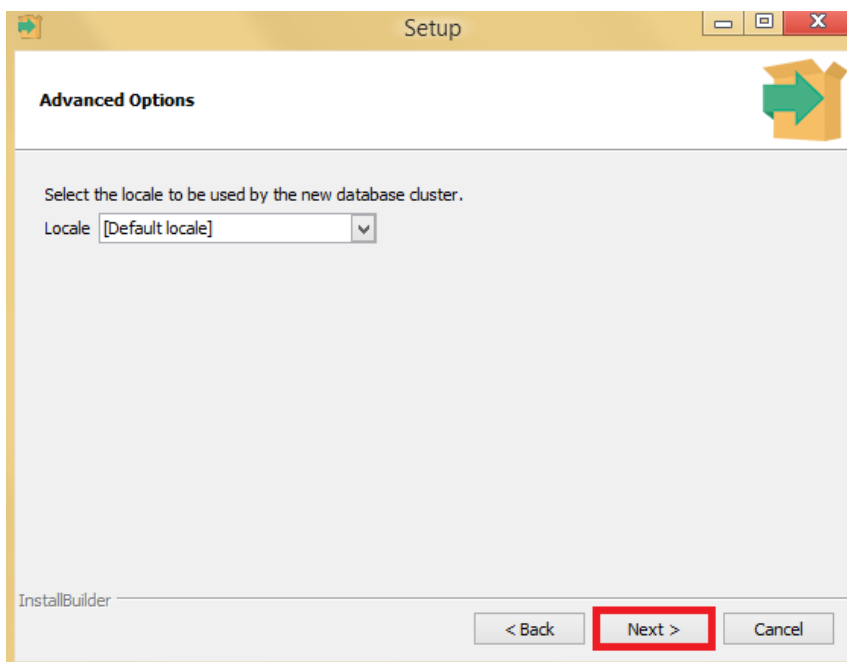 Setup
Advanced Options
Select the locale to be used by the new database cluster.
Locale [Default locale]
InstallBuilder
< Back Next > Cancel